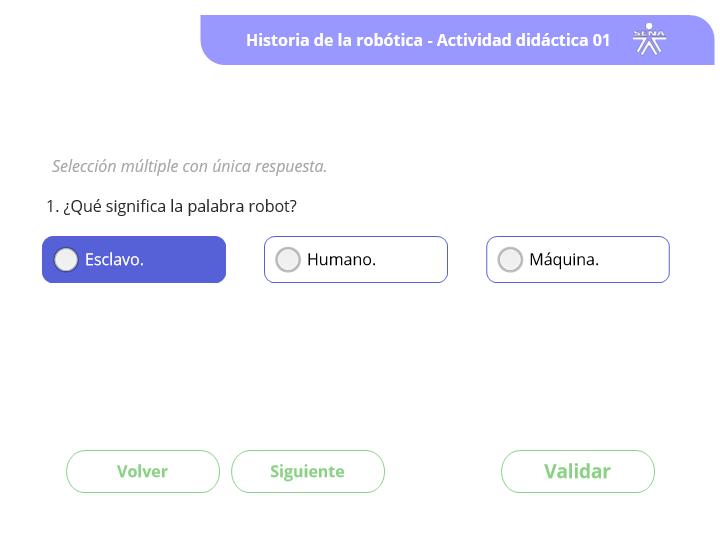 Historia de la robótica - Actividad didáctica 01
SENA
Selección múltiple con única respuesta.
1. ¿Qué significa la palabra robot?
Esclavo.
Humano.
Máquina.
Volver
Siguiente
Validar